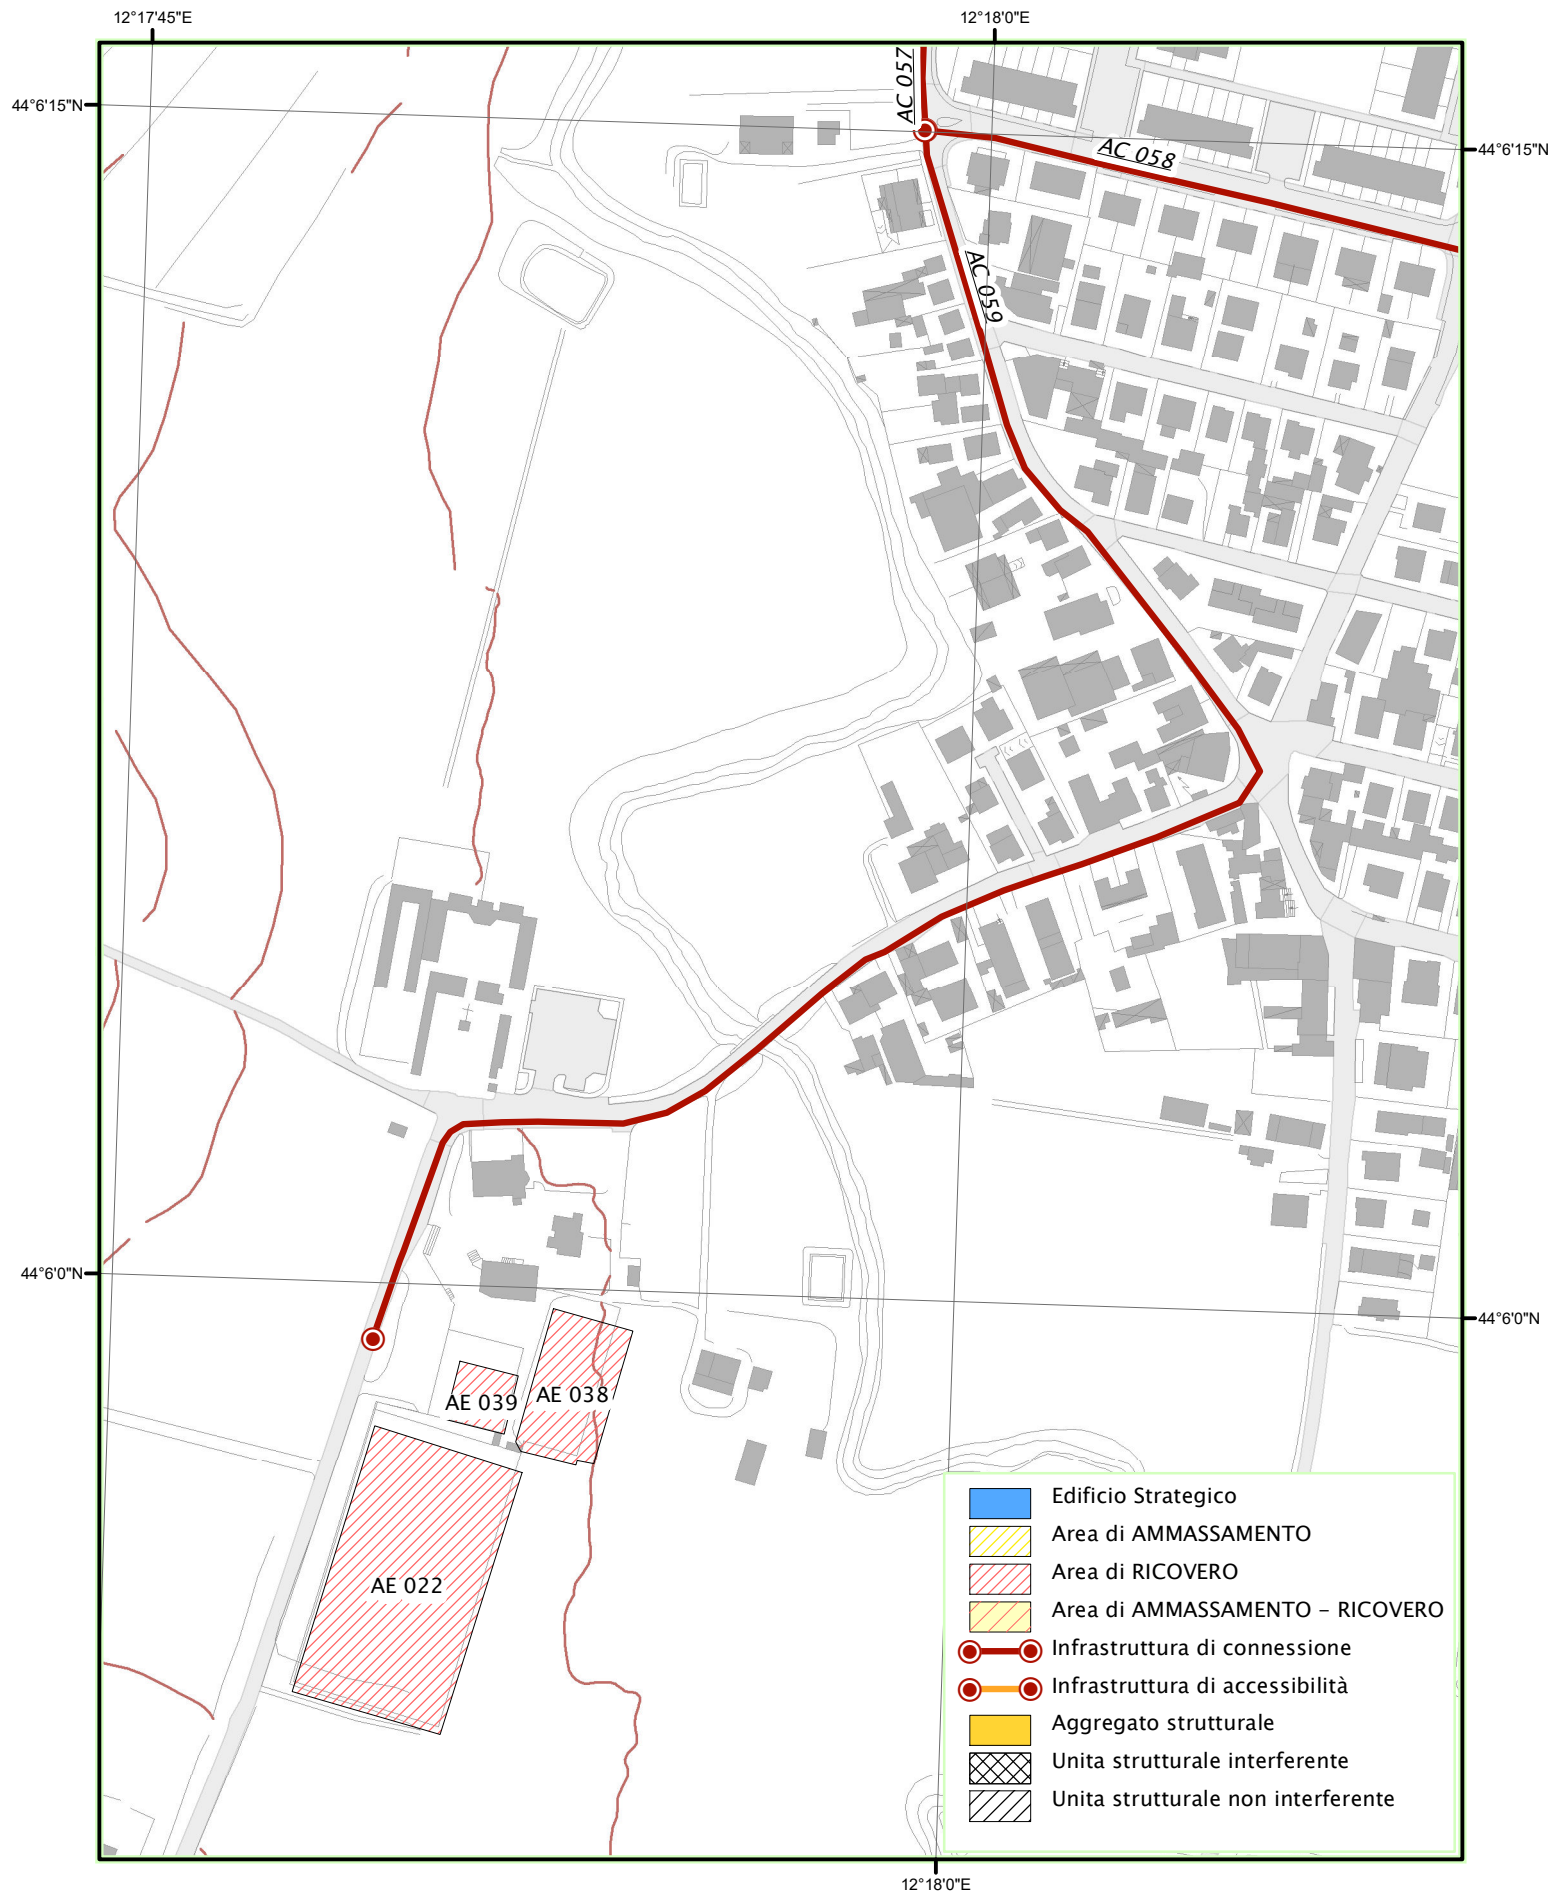 12°17'45"E
12°18'0"E
44°6'15"N
44°6'15"N
AC 057
AC 058
AC 059
44°6'0"N
44°6'0"N
AE 039
AE 038
AE 022
Edificio Strategico
Area di AMMASSAMENTO
Area di RICOVERO
Area di AMMASSAMENTO - RICOVERO
Infrastruttura di connessione
Infrastruttura di accessibilità
Aggregato strutturale
Unita strutturale interferente
Unita strutturale non interferente
12°18'0"E